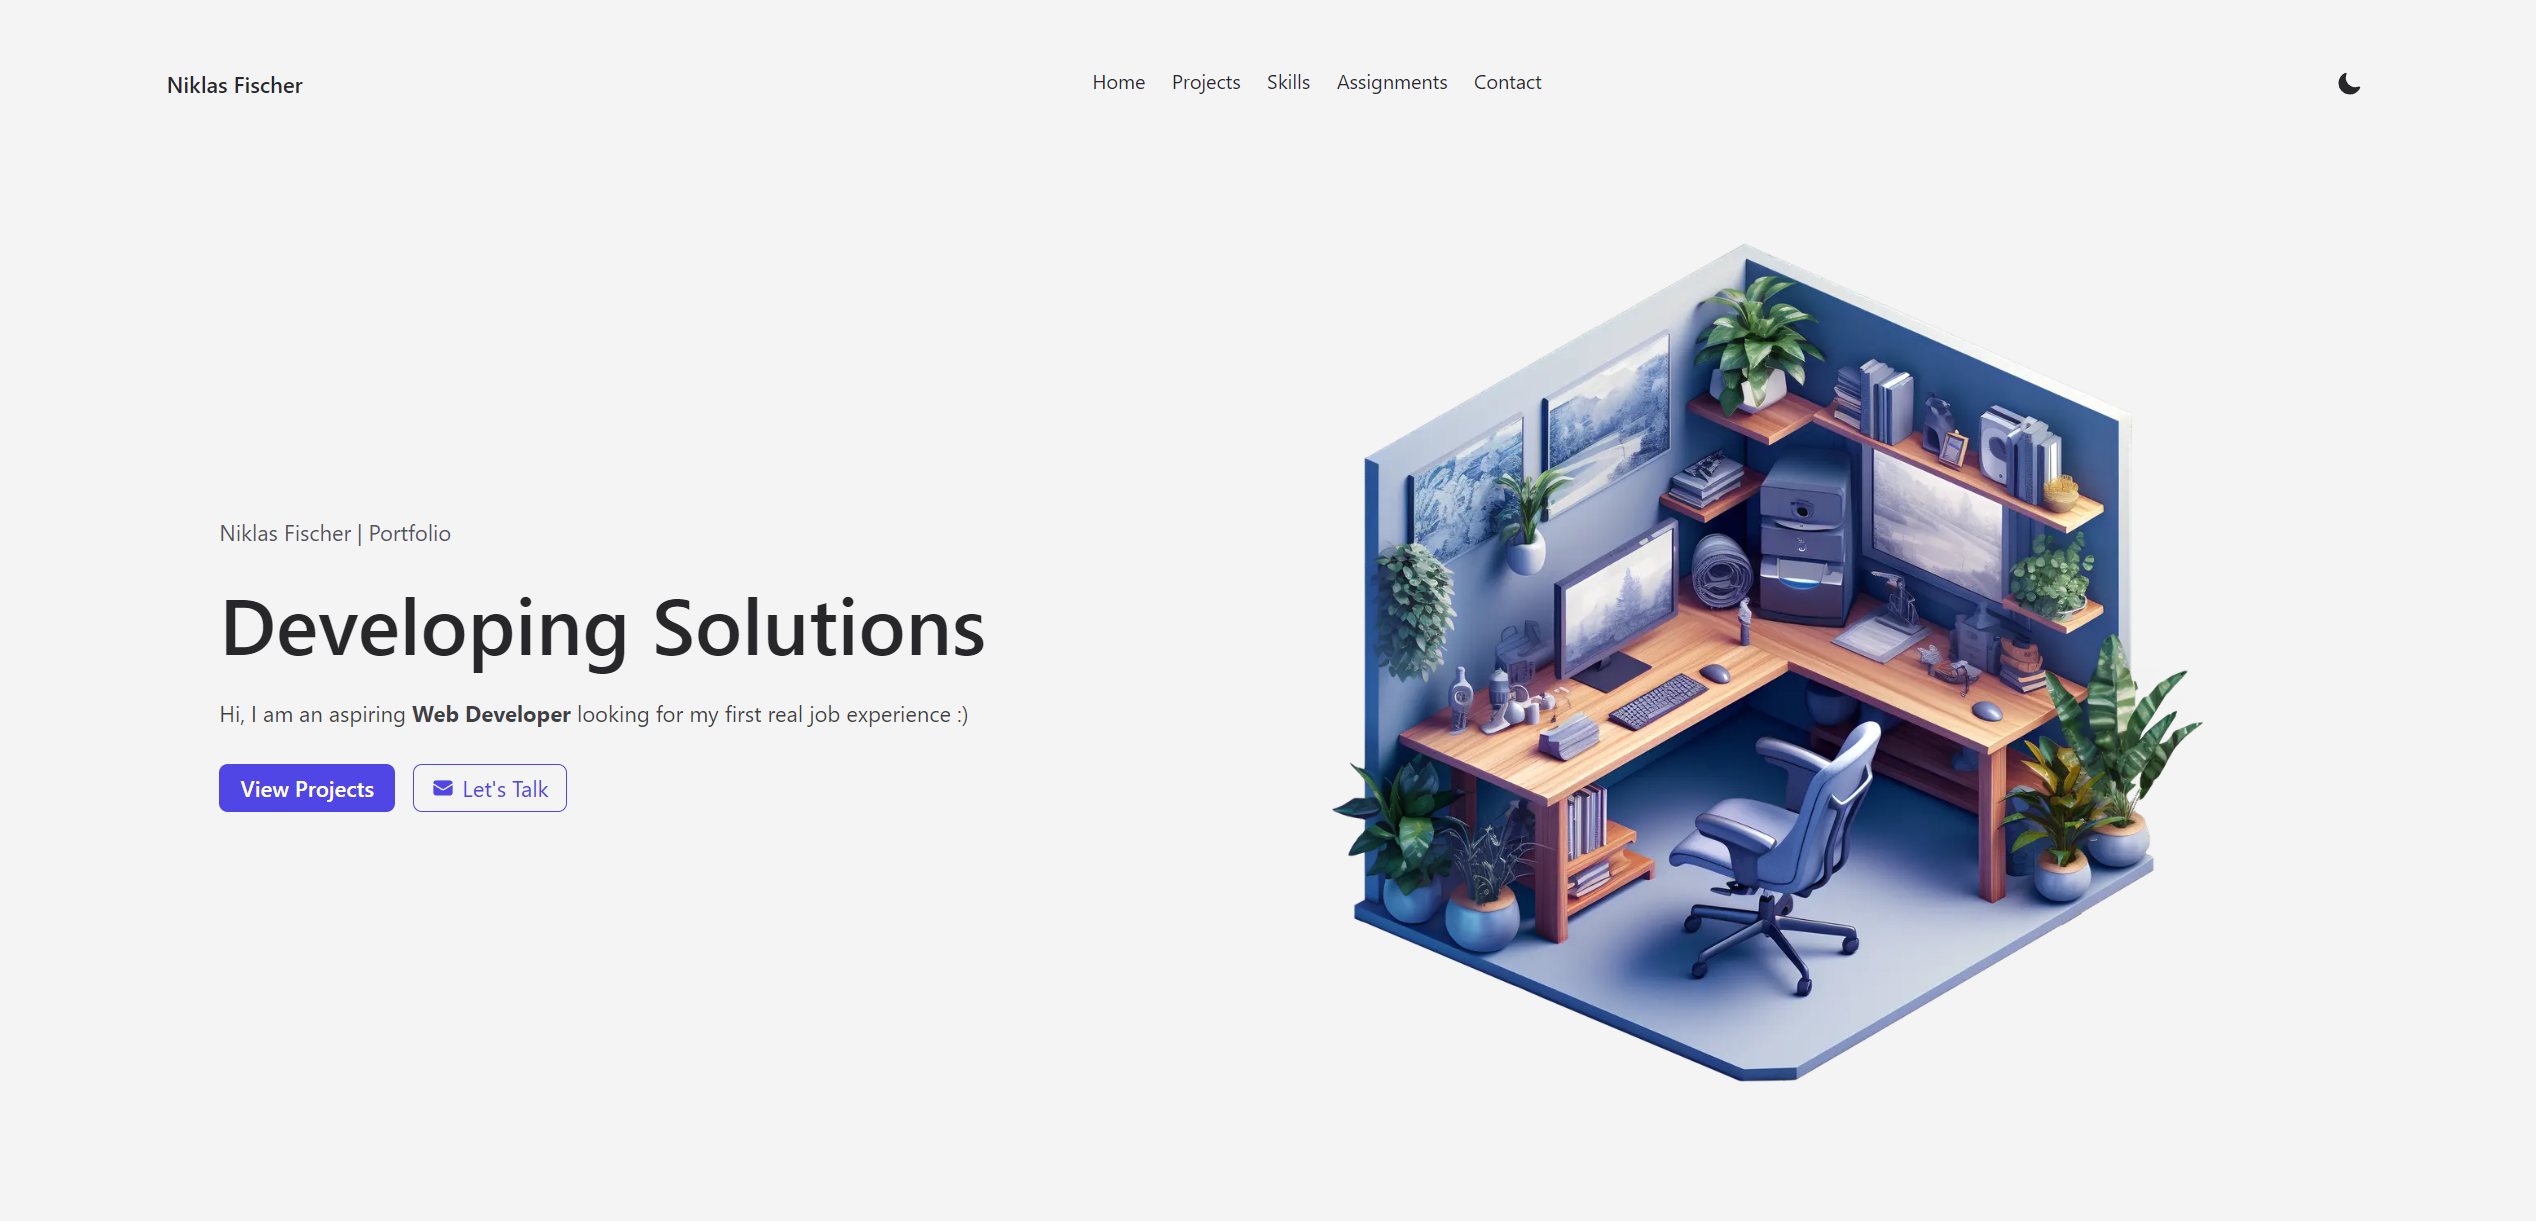 Niklas Fischer
Home Projects Skills Assignments Contact
Niklas Fischer | Portfolio
Developing Solutions
Hi, I am an aspiring Web Developer looking for my first real job experience :)
View Projects
Let's Talk